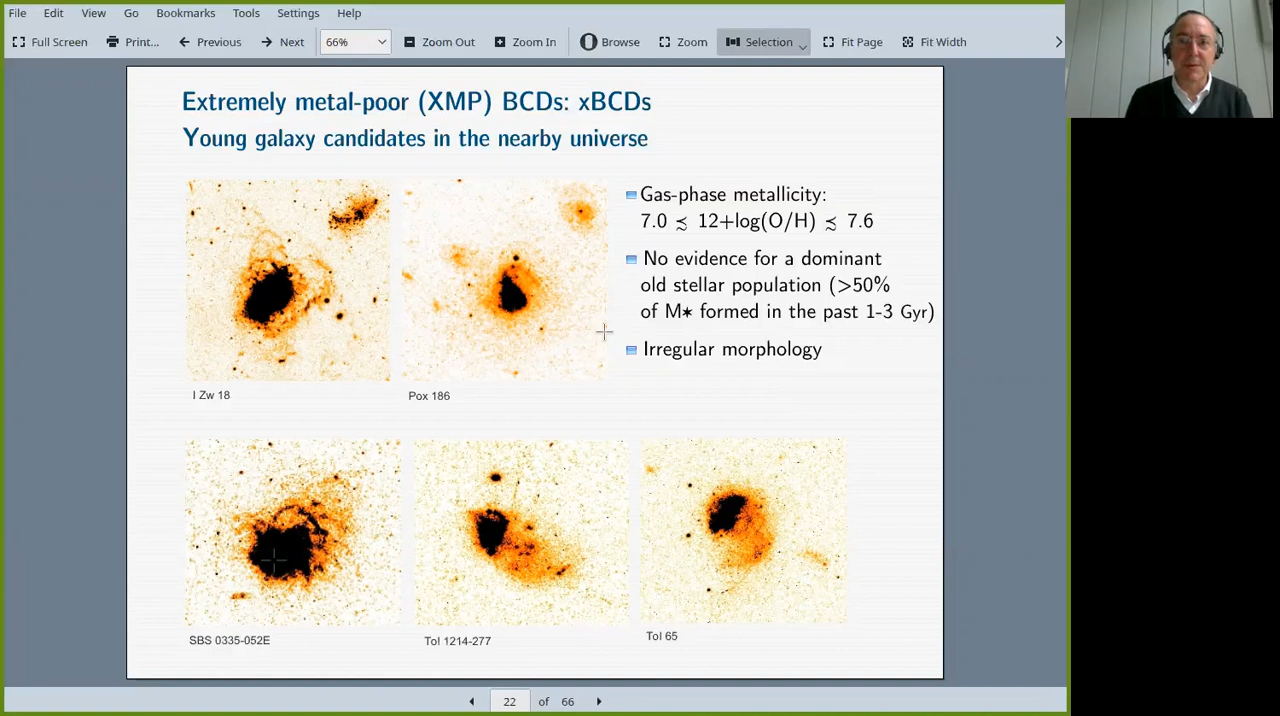 File Edit View Go Bookmarks Tools Settings Help
Full Screen Print... Previous Next 66% Zoom Out Zoom In Browse Zoom Selection Fit Page Fit Width
Extremely metal-poor (XMP) BCDs: xBCDs
Young galaxy candidates in the nearby universe
Gas-phase metallicity:
7.0 ≾ 12+log(O/H) ≾ 7.6
No evidence for a dominant
old stellar population (>50%
of M✶ formed in the past 1-3 Gyr)
Irregular morphology
I Zw 18
Pox 186
SBS 0335-052E
Tol 1214-277
Tol 65
22 of 66